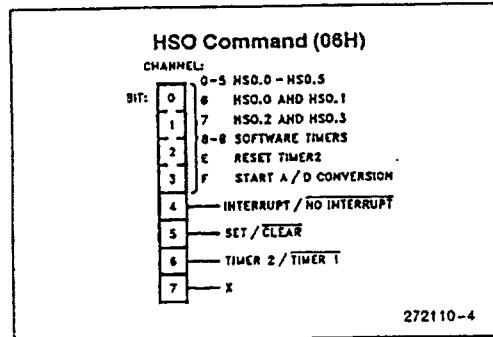 HSO Command (06H)
CHANNEL:
0-5 HSO.0 - HSO.5
BIT: 0 6 HSO.0 AND HSO.1
1 7 HSO.2 AND HSO.3
SOFTWARE TIMERS
2 E RESET TIMER2
3 F START A/D CONVERSION
4 INTERRUPT / NO INTERRUPT
5 SET / CLEAR
6 TIMER 2 / TIMER 1
7 X
272110-4